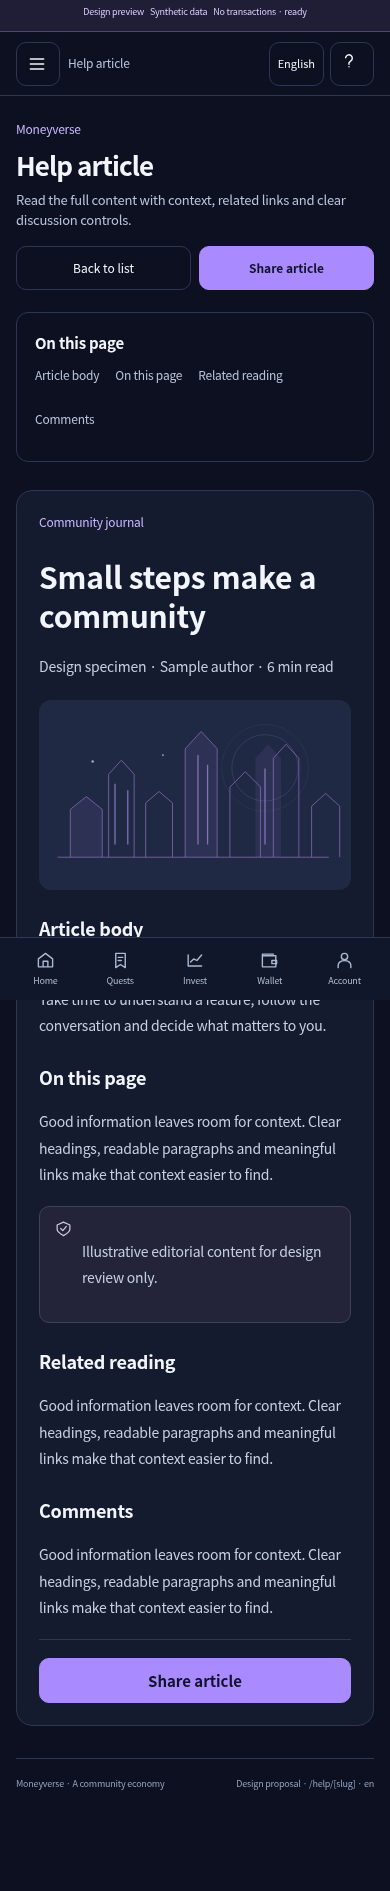 Design preview Synthetic data No transactions · ready
Help article
English
?
Moneyverse
Help article
Read the full content with context, related links and clear
discussion controls.
Back to list
Share article
On this page
Article body On this page Related reading
Comments
Community journal
Small steps make a
community
Design specimen · Sample author · 6 min read
Article body
Home Quests Invest Wallet Account
Take time to understand a feature, follow the
conversation and decide what matters to you.
On this page
Good information leaves room for context. Clear
headings, readable paragraphs and meaningful
links make that context easier to find.
Illustrative editorial content for design
review only.
Related reading
Good information leaves room for context. Clear
headings, readable paragraphs and meaningful
links make that context easier to find.
Comments
Good information leaves room for context. Clear
headings, readable paragraphs and meaningful
links make that context easier to find.
Share article
Moneyverse · A community economy
Design proposal · /help/[slug] · en